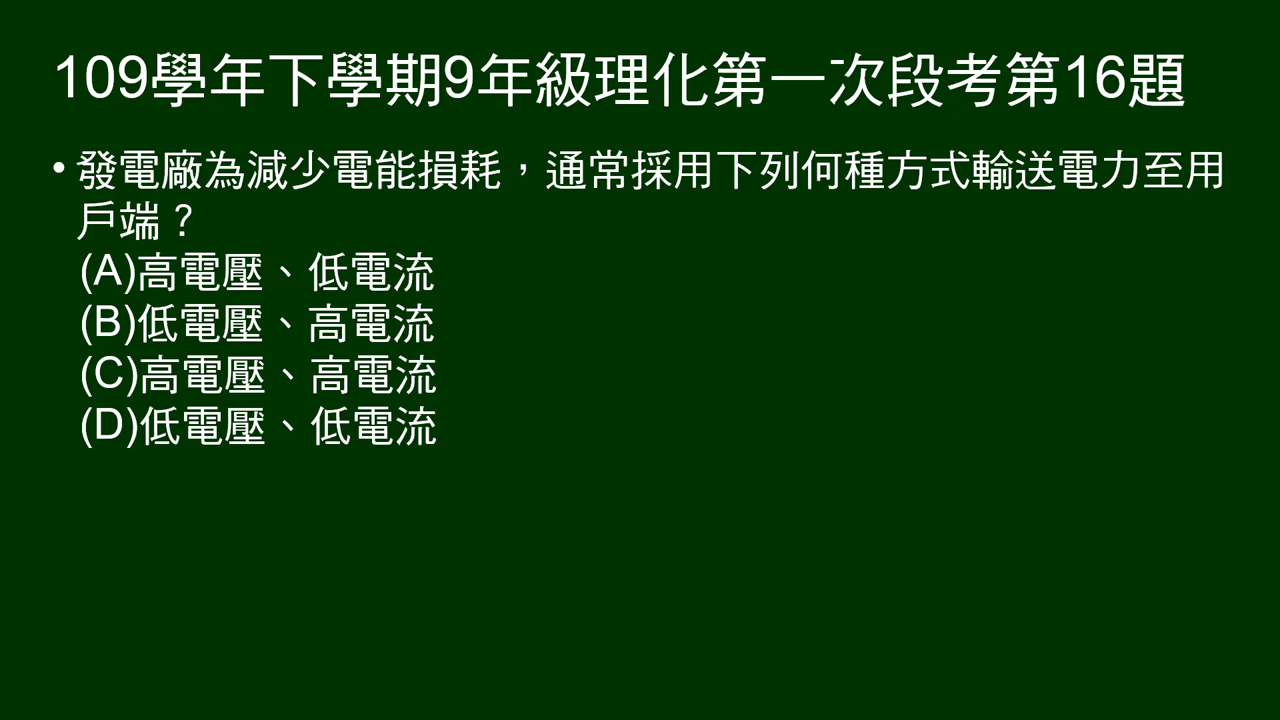 109學年下學期9年級理化第一次段考第16題
• 發電廠為減少電能損耗，通常採用下列何種方式輸送電力至用
戶端？
(A)高電壓、低電流
(B)低電壓、高電流
(C)高電壓、高電流
(D)低電壓、低電流